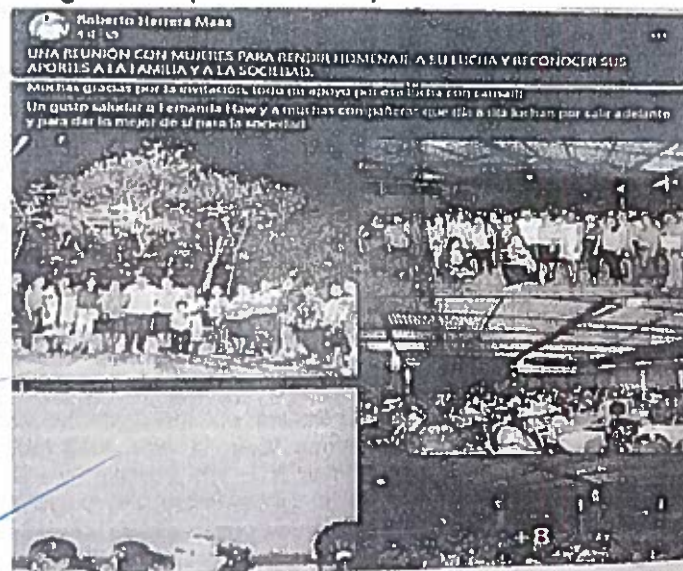 Roberto Herrera Maas
UNA REUNIÓN CON MUJERES PARA RENDIR HOMENAJE A SU LUCHA Y RECONOCER SUS
APORTES A LA FAMILIA Y A LA SOCIEDAD.
Muchas gracias por la invitación, todo mi apoyo por esa lucha
Un gusto saludar a Fernanda Haw y a muchas compañeras que día a día luchan por salir adelante
y para dar lo mejor de sí para la sociedad
+8